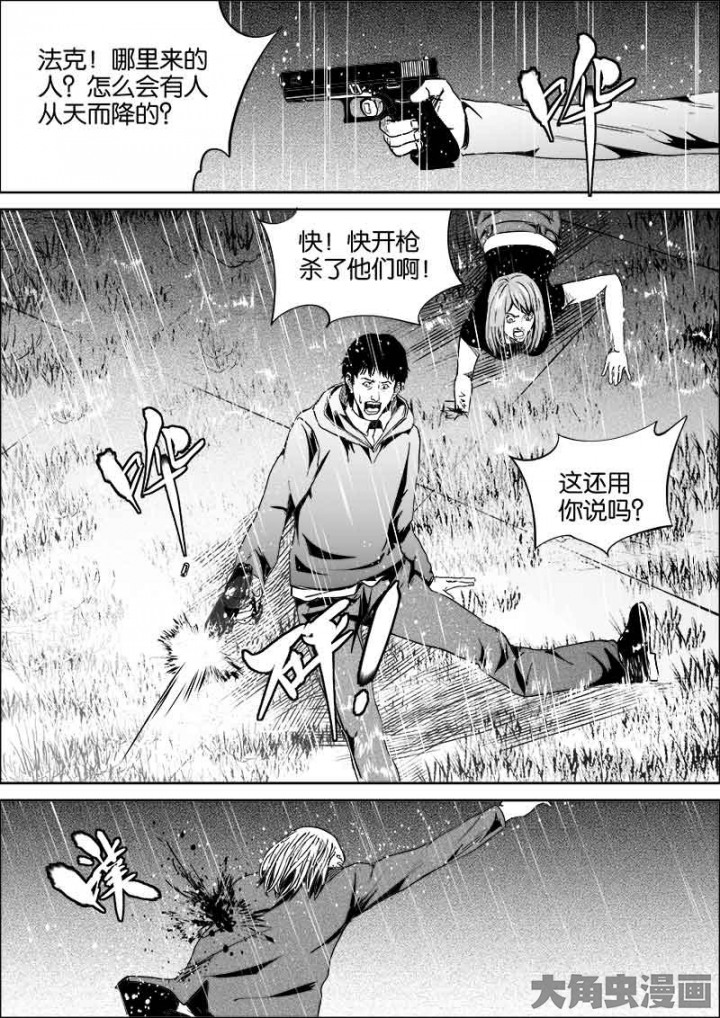 法克！哪里来的
人？怎么会有人
从天而降的？
砰
快！快开枪
杀了他们啊！
砰！
这还用
你说吗？
砰！
噗
大角虫漫画